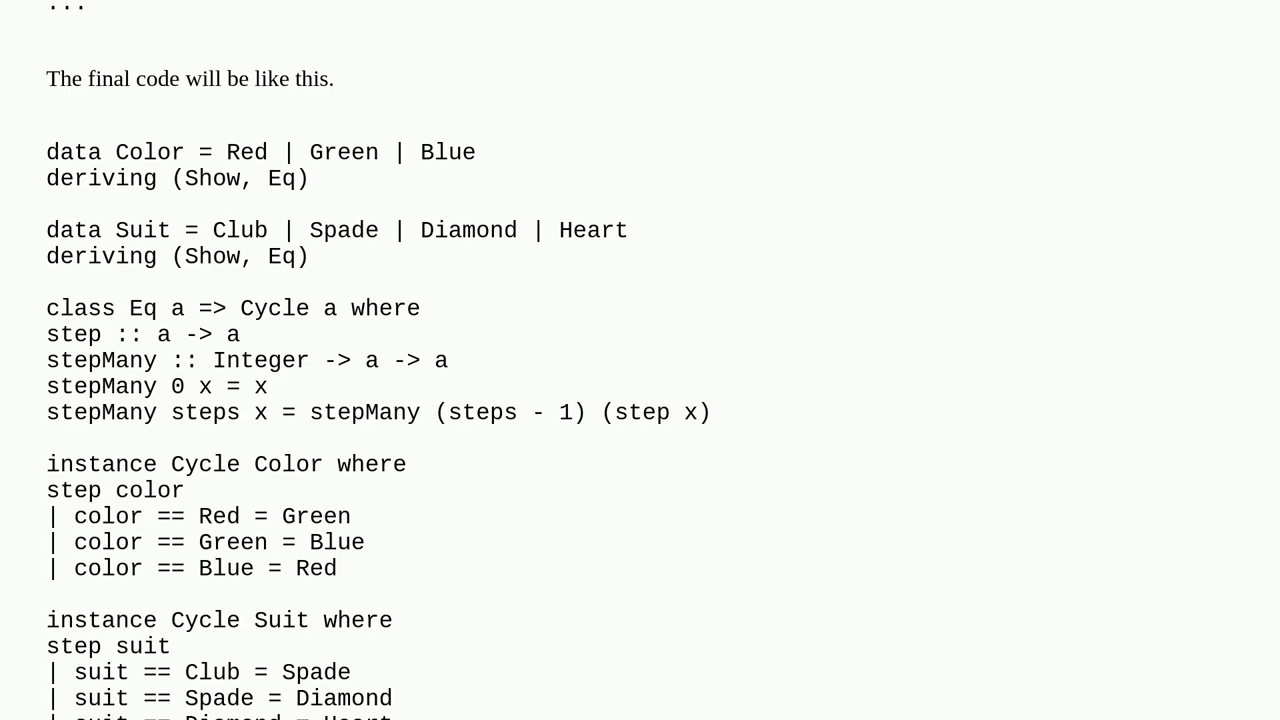 ...
The final code will be like this.
data Color = Red | Green | Blue
deriving (Show, Eq)
data Suit = Club | Spade | Diamond | Heart
deriving (Show, Eq)
class Eq a => Cycle a where
step :: a -> a
stepMany :: Integer -> a -> a
stepMany 0 x = x
stepMany steps x = stepMany (steps - 1) (step x)
instance Cycle Color where
step color
| color == Red = Green
| color == Green = Blue
| color == Blue = Red
instance Cycle Suit where
step suit
| suit == Club = Spade
| suit == Spade = Diamond
| suit == Diamond = Heart